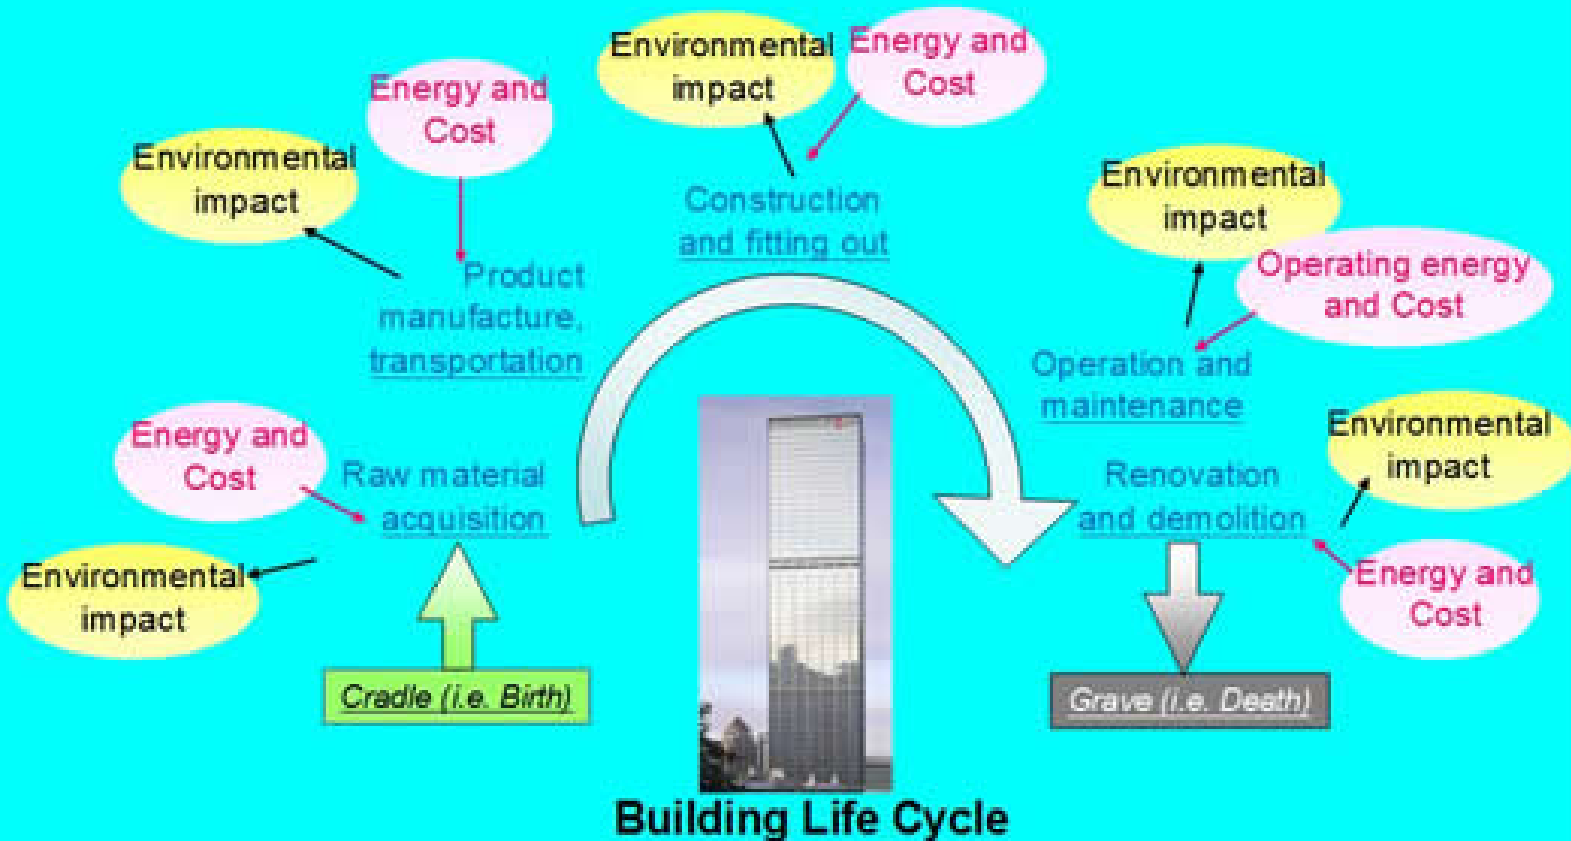 Environmental
impact
Energy and
Cost
Energy and
Cost
Environmental
impact
Construction
and fitting out
Environmental
impact
Operating energy
and Cost
Product
manufacture,
transportation
Operation and
maintenance
Energy and
Cost
Raw material
acquisition
Environmental
impact
Renovation
and demolition
Environmental
impact
Energy and
Cost
Cradle (i.e. Birth)
Grave (i.e. Death)
Building Life Cycle